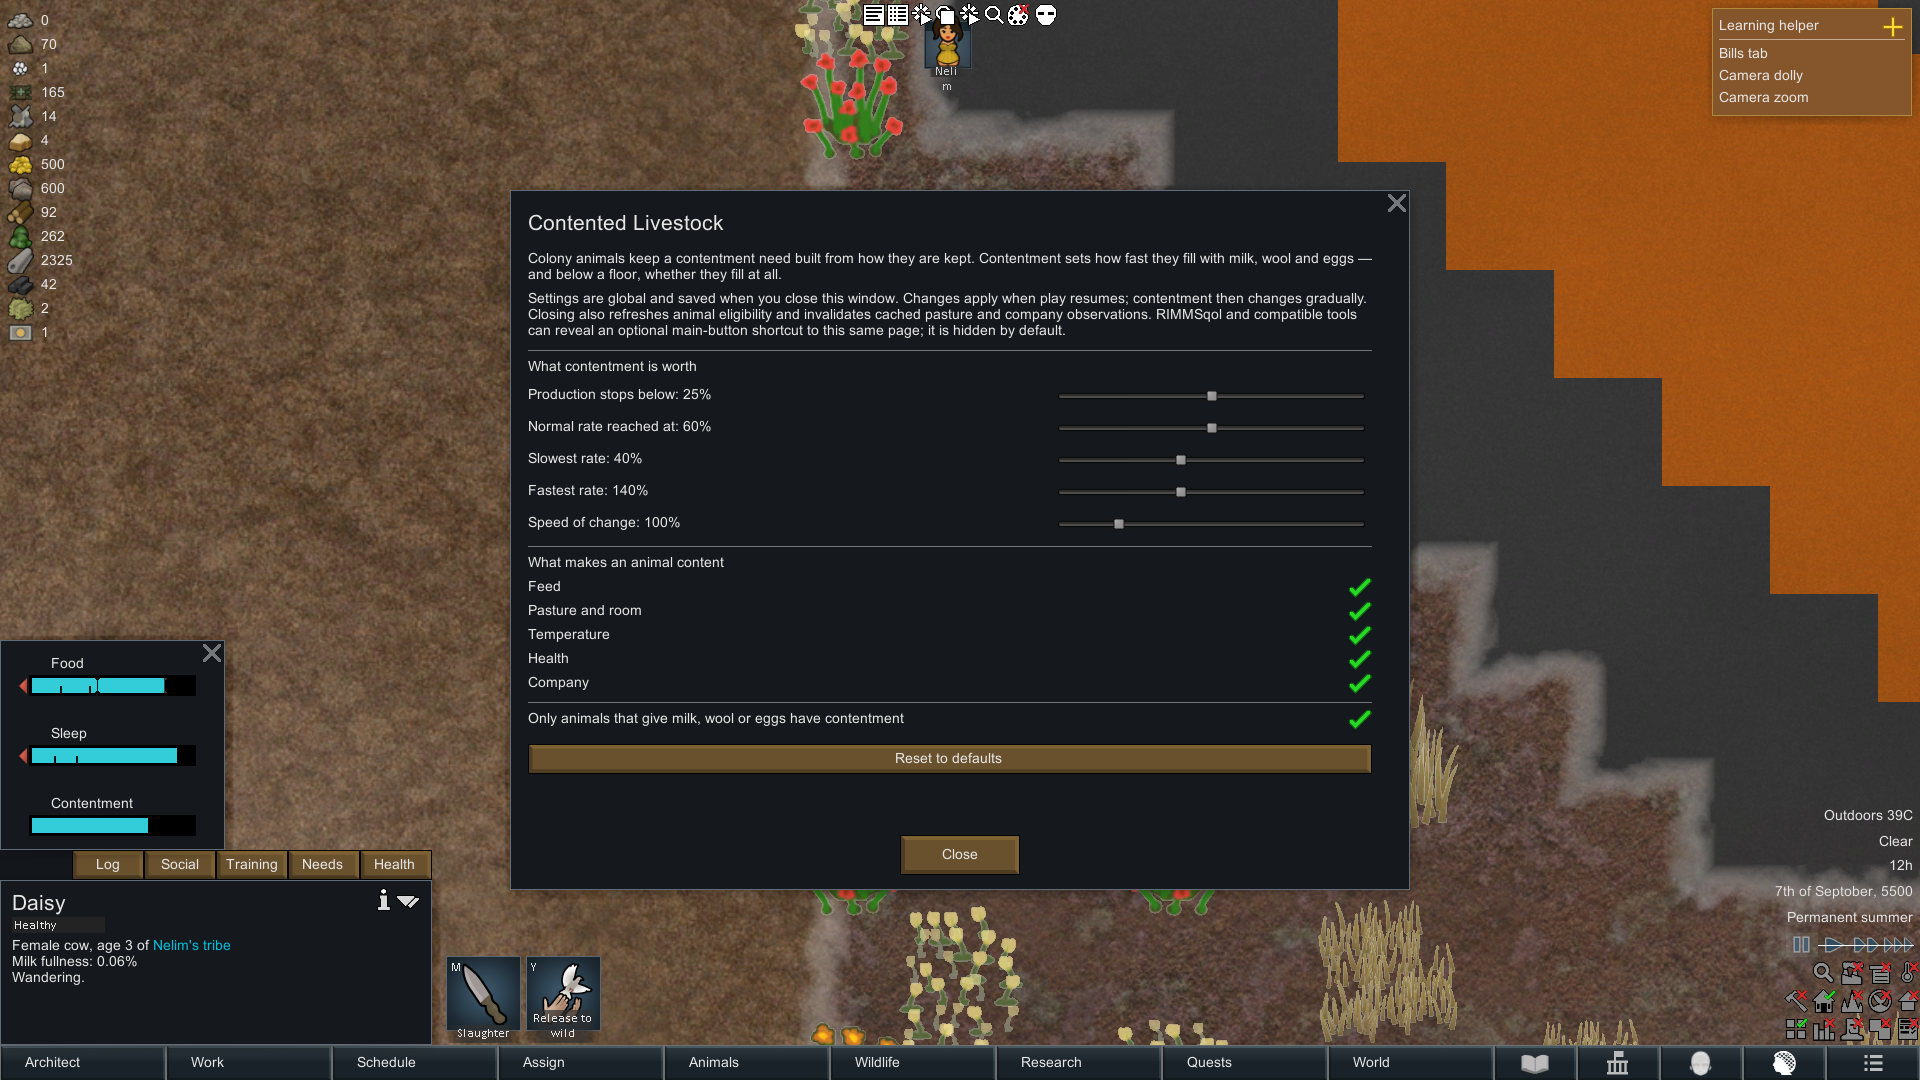 0
70
1
165
14
4
500
600
92
262
2325
42
2
1
Neli
m
Learning helper
Bills tab
Camera dolly
Camera zoom
Contented Livestock
Colony animals keep a contentment need built from how they are kept. Contentment sets how fast they fill with milk, wool and eggs —
and below a floor, whether they fill at all.
Settings are global and saved when you close this window. Changes apply when play resumes; contentment then changes gradually.
Closing also refreshes animal eligibility and invalidates cached pasture and company observations. RIMMSqol and compatible tools
can reveal an optional main-button shortcut to this same page; it is hidden by default.
What contentment is worth
Production stops below: 25%
Normal rate reached at: 60%
Slowest rate: 40%
Fastest rate: 140%
Speed of change: 100%
What makes an animal content
Feed
Pasture and room
Temperature
Health
Company
Only animals that give milk, wool or eggs have contentment
Reset to defaults
Close
Food
Sleep
Contentment
Log
Social
Training
Needs
Health
Daisy
Healthy
Female cow, age 3 of Nelim's tribe
Milk fullness: 0.06%
Wandering.
M
Slaughter
Y
Release to
wild
Outdoors 39C
Clear
12h
7th of Septober, 5500
Permanent summer
Architect
Work
Schedule
Assign
Animals
Wildlife
Research
Quests
World